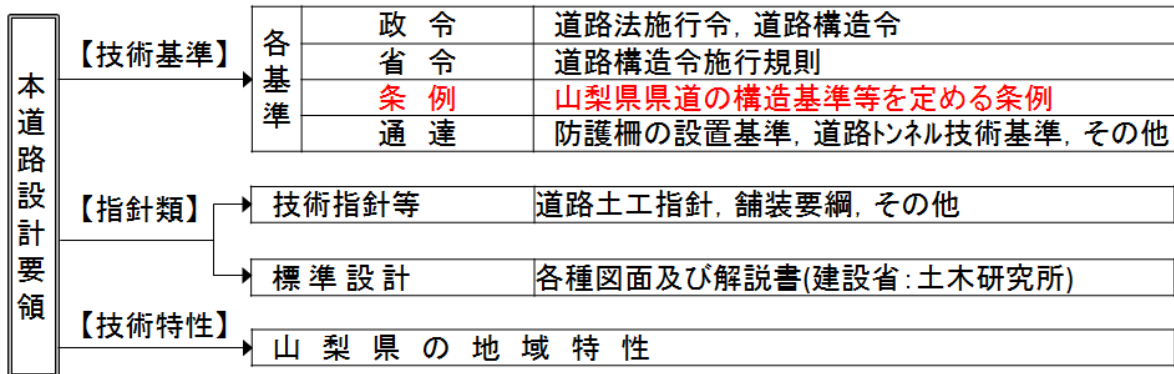 本道路設計要領
【技術基準】
各基準
政令 道路法施行令, 道路構造令
省令 道路構造令施行規則
条例 山梨県県道の構造基準等を定める条例
通達 防護柵の設置基準, 道路トンネル技術基準, その他
【指針類】
技術指針等 道路土工指針, 舗装要綱, その他
標準設計 各種図面及び解説書(建設省:土木研究所)
【技術特性】
山梨県の地域特性